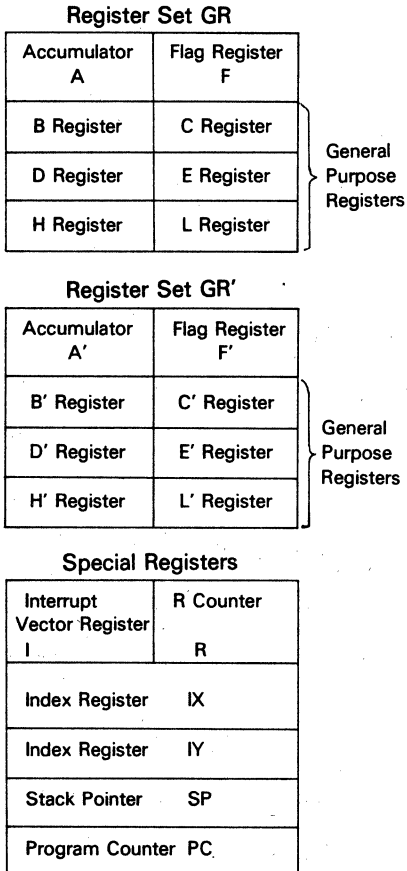 Register Set GR
Accumulator
A
Flag Register
F
B Register
C Register
D Register
E Register
H Register
L Register
General
Purpose
Registers
Register Set GR'
Accumulator
A'
Flag Register
F'
B' Register
C' Register
D' Register
E' Register
H' Register
L' Register
General
Purpose
Registers
Special Registers
Interrupt
Vector Register
I
R Counter
R
Index Register IX
Index Register IY
Stack Pointer SP
Program Counter PC